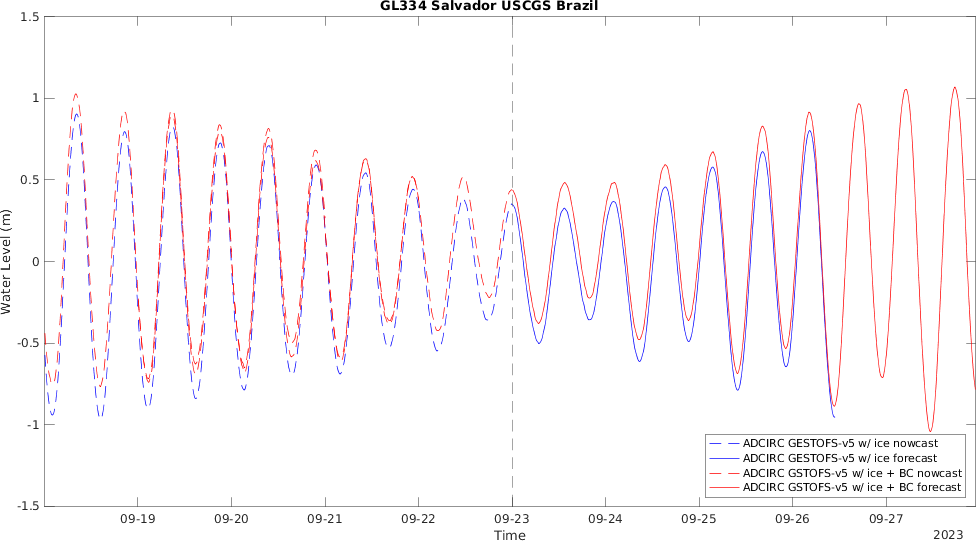 GL334 Salvador USCGS Brazil
1.5
1
0.5
0
-0.5
-1
-1.5
Water Level (m)
ADCIRC GESTOFS-v5 w/ ice nowcast
ADCIRC GESTOFS-v5 w/ ice forecast
ADCIRC GSTOFS-v5 w/ ice + BC nowcast
ADCIRC GSTOFS-v5 w/ ice + BC forecast
09-19 09-20 09-21 09-22 09-23 09-24 09-25 09-26 09-27
Time
2023